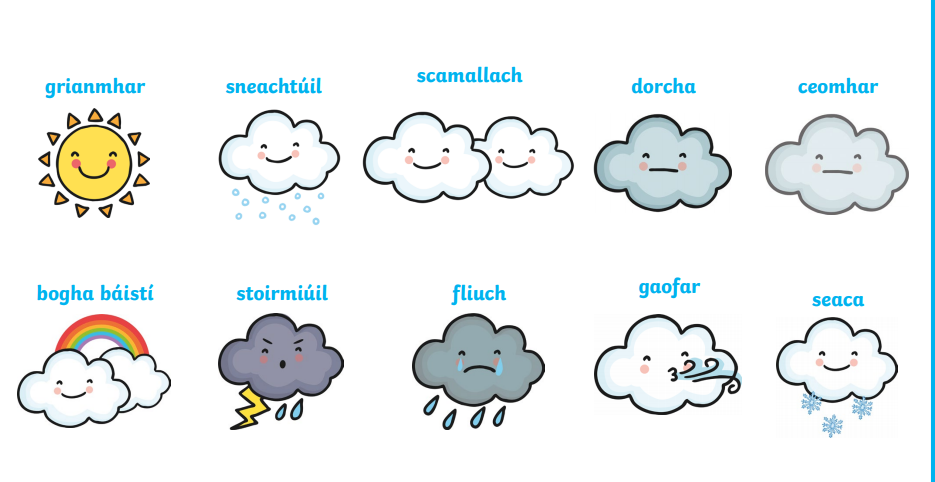 grianmhar
sneachtúil
scamallach
dorcha
ceomhar
bogha báistí
stoirmiúil
fliuch
gaofar
seaca